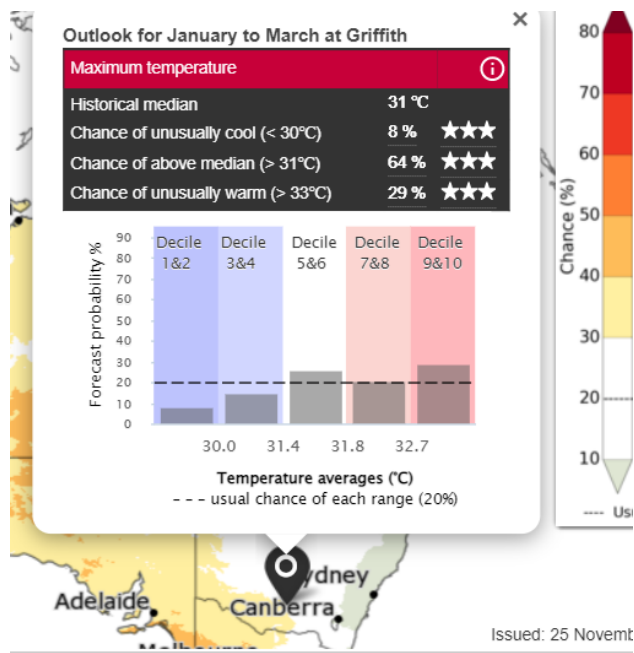 ×
Outlook for January to March at Griffith
Maximum temperature
Historical median 31 ℃
Chance of unusually cool (< 30℃) 8 % ★★★
Chance of above median (> 31℃) 64 % ★★★
Chance of unusually warm (> 33℃) 29 % ★★★
Forecast probability %
90
80
70
60
50
40
30
20
10
0
Decile 1&2
Decile 3&4
Decile 5&6
Decile 7&8
Decile 9&10
30.0 31.4 31.8 32.7
Temperature averages (℃)
- - - usual chance of each range (20%)
Chance (%)
80
70
60
50
40
30
20
10
---- Us
ydney
Adelaide
Canberra
Issued: 25 Novemb